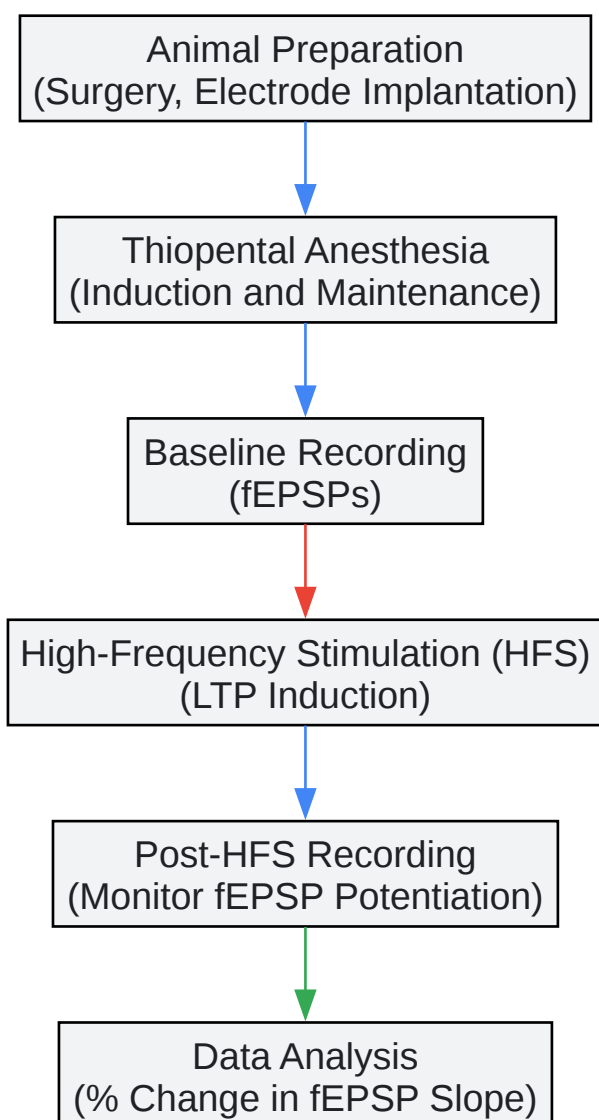 Animal Preparation
(Surgery, Electrode Implantation)
Thiopental Anesthesia
(Induction and Maintenance)
Baseline Recording
(fEPSPs)
High-Frequency Stimulation (HFS)
(LTP Induction)
Post-HFS Recording
(Monitor fEPSP Potentiation)
Data Analysis
(% Change in fEPSP Slope)